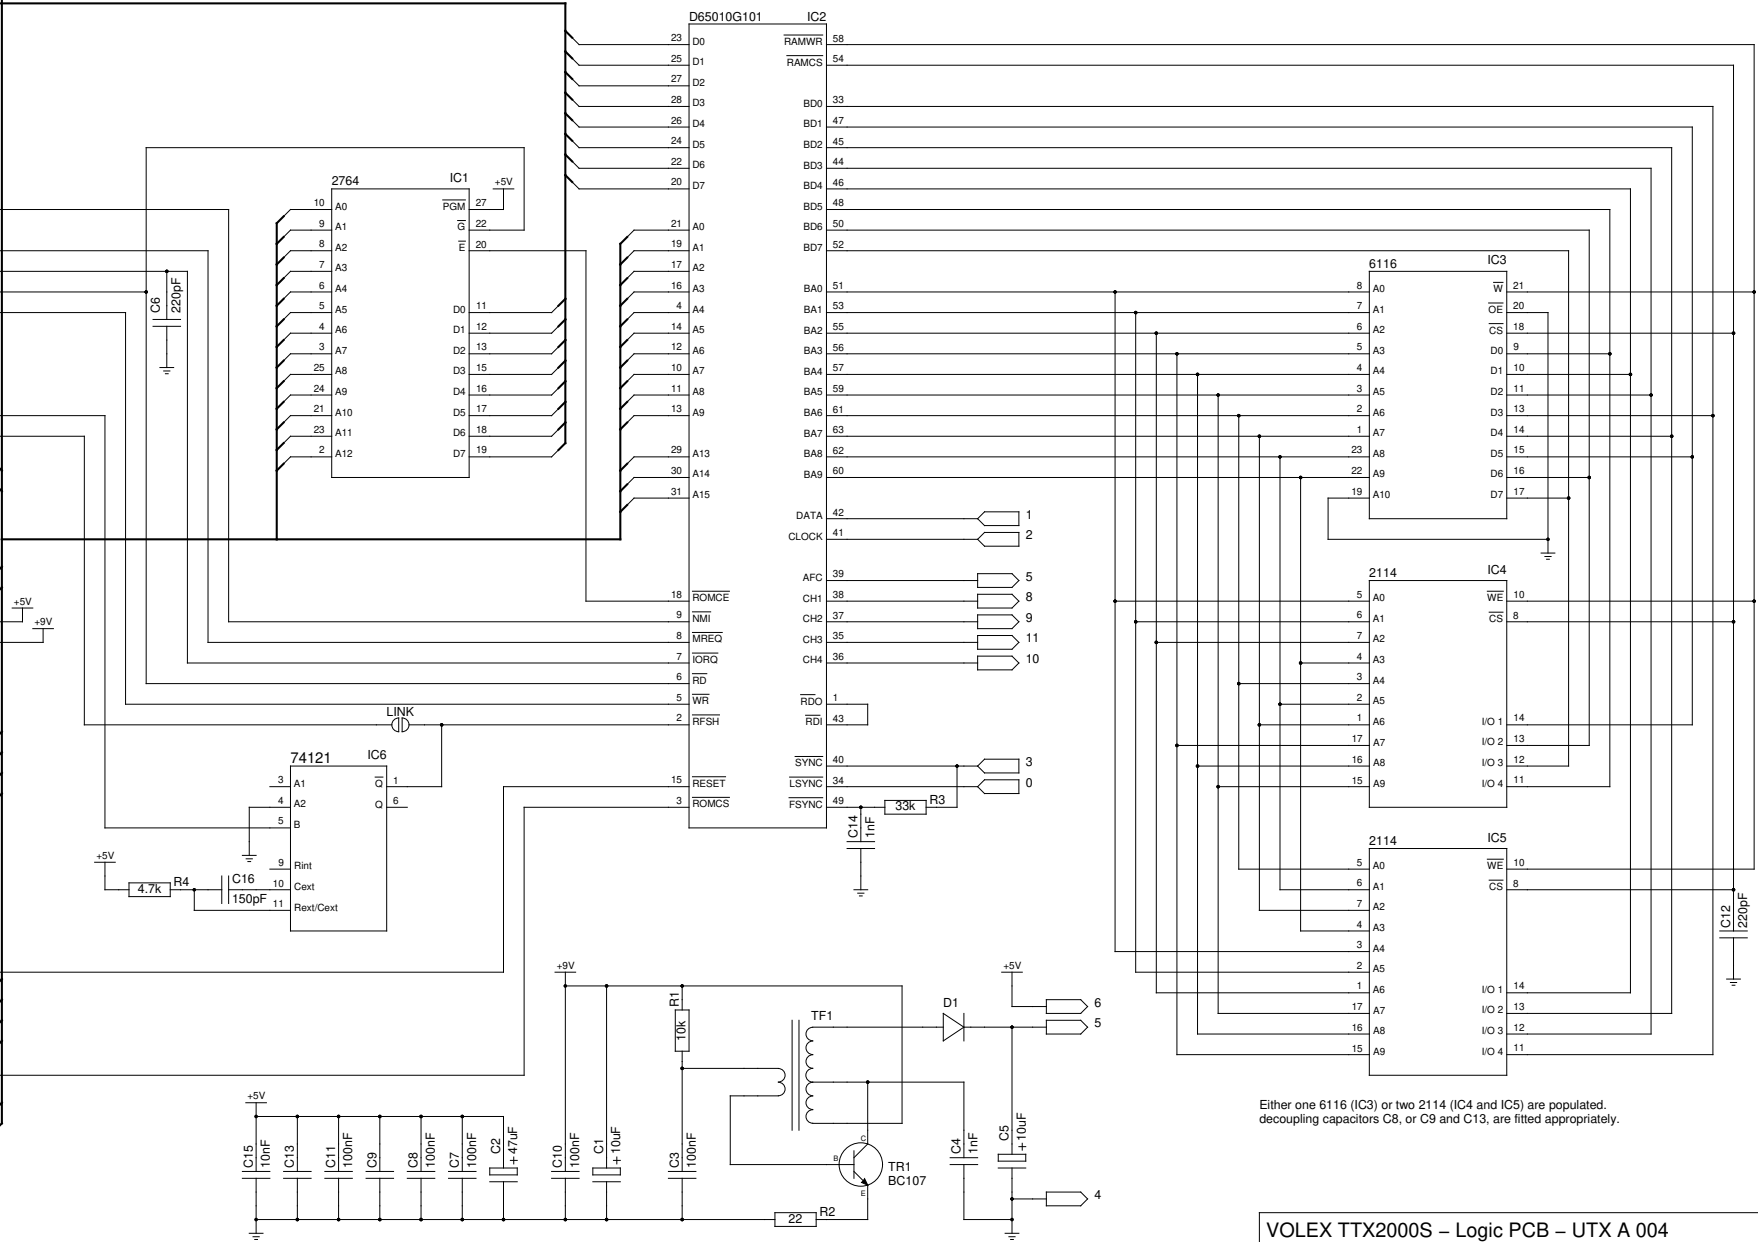 D65010G101 IC2
23 D0
25 D1
27 D2
28 D3
26 D4
24 D5
22 D6
20 D7
21 A0
19 A1
17 A2
16 A3
4 A4
14 A5
12 A6
10 A7
11 A8
13 A9
29 A13
30 A14
31 A15
18 ROMCE
9 NMI
8 MREQ
7 IORQ
6 RD
5 WR
2 RFSH
15 RESET
3 ROMCS
RAMWR 58
RAMCS 54
BD0 33
BD1 47
BD2 45
BD3 44
BD4 46
BD5 48
BD6 50
BD7 52
BA0 51
BA1 53
BA2 55
BA3 56
BA4 57
BA5 59
BA6 61
BA7 63
BA8 62
BA9 60
DATA 42 1
CLOCK 41 2
AFC 39 5
CH1 38 8
CH2 37 9
CH3 35 11
CH4 36 10
RDO 1
RDI 43
SYNC 40 3
LSYNC 34 0
FSYNC 49
33k R3
C14 1nF
2764 IC1
+5V
10 A0
9 A1
8 A2
7 A3
6 A4
5 A5
4 A6
3 A7
25 A8
24 A9
21 A10
23 A11
2 A12
PGM 27
G 22
E 20
D0 11
D1 12
D2 13
D3 15
D4 16
D5 17
D6 18
D7 19
C6 220pF
+5V
+9V
LINK
74121 IC6
3 A1
4 A2
5 B
9 Rint
10 Cext
11 Rext/Cext
Q 1
Q 6
+5V
4.7k R4
C16
150pF
6116 IC3
8 A0
7 A1
6 A2
5 A3
4 A4
3 A5
2 A6
1 A7
23 A8
22 A9
19 A10
W 21
OE 20
CS 18
D0 9
D1 10
D2 11
D3 13
D4 14
D5 15
D6 16
D7 17
2114 IC4
5 A0
6 A1
7 A2
4 A3
3 A4
2 A5
1 A6
17 A7
16 A8
15 A9
WE 10
CS 8
I/O 1 14
I/O 2 13
I/O 3 12
I/O 4 11
2114 IC5
5 A0
6 A1
7 A2
4 A3
3 A4
2 A5
1 A6
17 A7
16 A8
15 A9
WE 10
CS 8
I/O 1 14
I/O 2 13
I/O 3 12
I/O 4 11
C12 220pF
+5V
C15 10nF
C13
C11 100nF
C9
C8 100nF
C7 100nF
C2 +47uF
+9V
C10 100nF
C1 +10uF
R1
10k
C3 100nF
TF1
B
C
E
TR1
BC107
22 R2
C4 1nF
D1
C5 +10uF
+5V
6
5
4
Either one 6116 (IC3) or two 2114 (IC4 and IC5) are populated.
decoupling capacitors C8, or C9 and C13, are fitted appropriately.
VOLEX TTX2000S – Logic PCB – UTX A 004